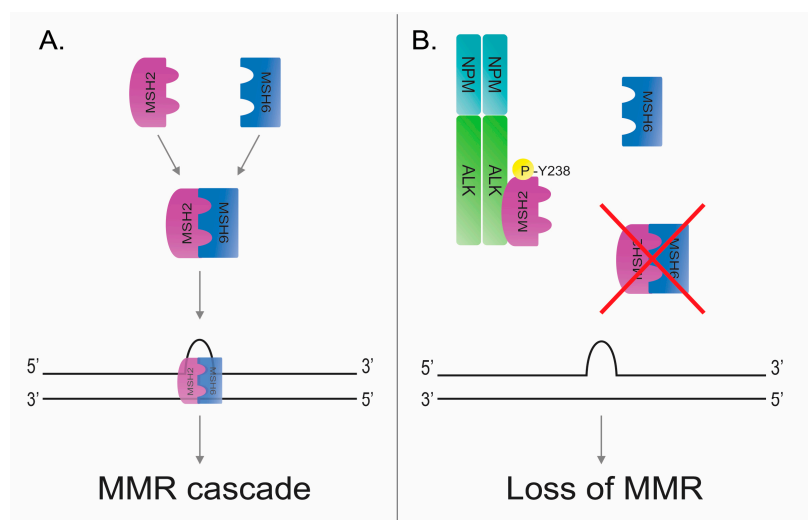 A.
MSH2
MSH6
MSH2
MSH6
5’
3’
MSH2
MSH6
3’
5’
MMR cascade
B.
NPM
NPM
ALK
ALK
P
-Y238
MSH2
MSH6
MSH2
MSH6
5’
3’
3’
5’
Loss of MMR